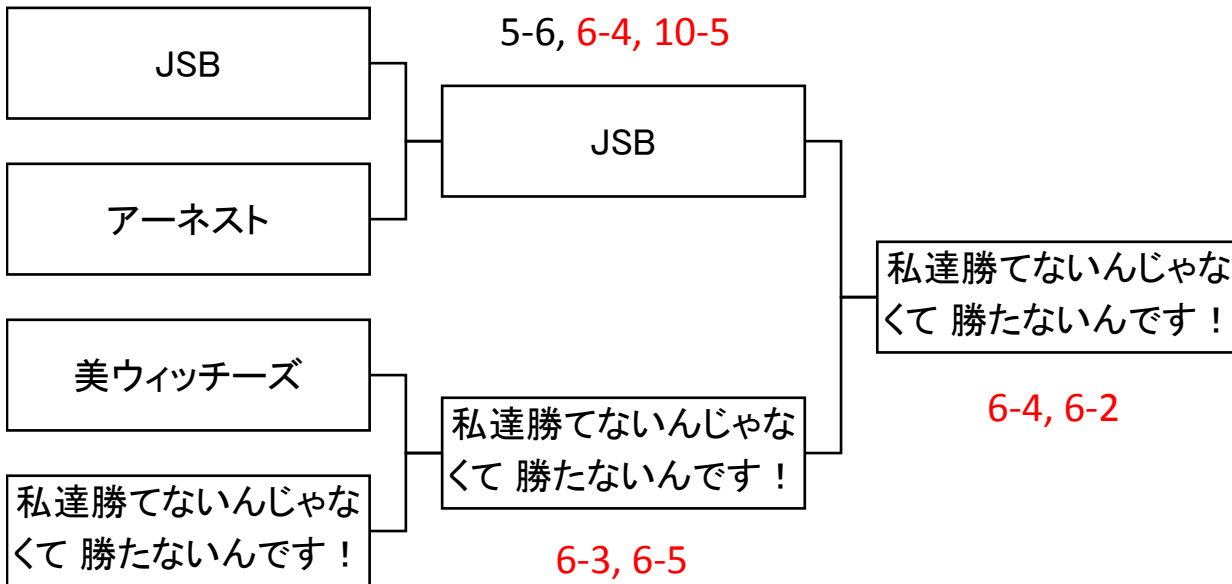 JSB
アーネスト
美ウィッチーズ
私達勝てないんじゃな
くて 勝たないんです！
5-6, 6-4, 10-5
JSB
私達勝てないんじゃな
くて 勝たないんです！
6-3, 6-5
私達勝てないんじゃな
くて 勝たないんです！
6-4, 6-2